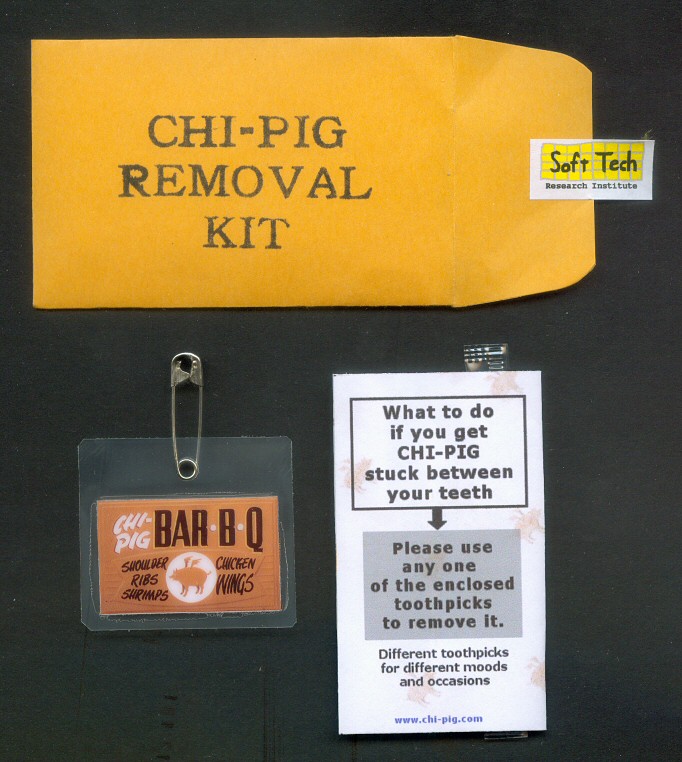 CHI-PIG
REMOVAL
KIT
Soft Tech
Research Institute
CHI-
PIG
BAR·B·Q
SHOULDER
RIBS
SHRIMPS
CHICKEN
WINGS
What to do
if you get
CHI-PIG
stuck between
your teeth
Please use
any one
of the enclosed
toothpicks
to remove it.
Different toothpicks
for different moods
and occasions
www.chi-pig.com